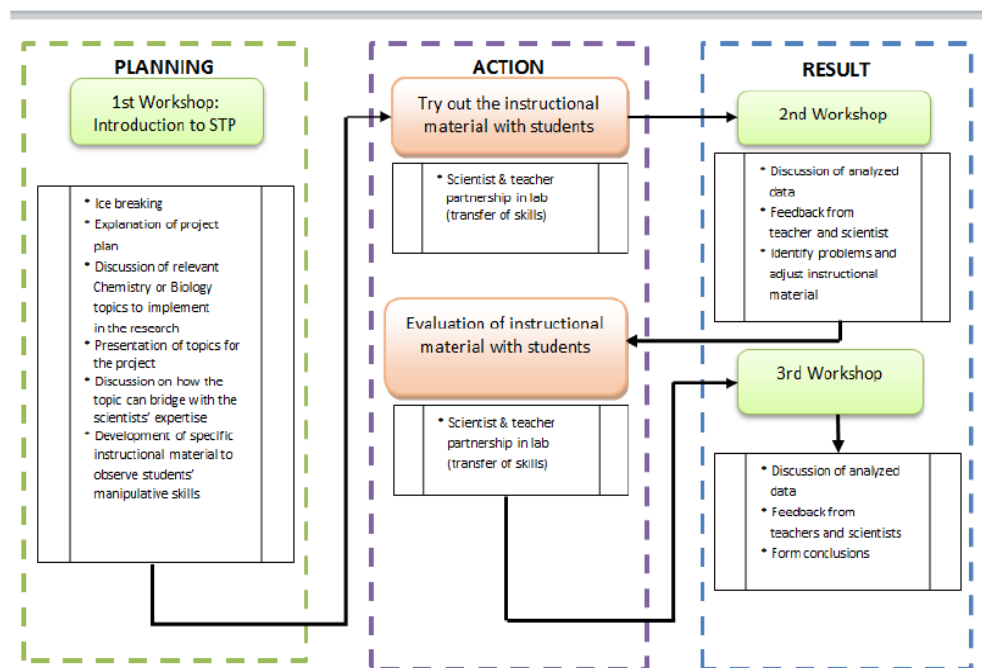 PLANNING
1st Workshop:
Introduction to STP
* Ice breaking
* Explanation of project
plan
* Discussion of relevant
Chemistry or Biology
topics to implement
in the research
* Presentation of topics for
the project
* Discussion on how the
topic can bridge with the
scientists' expertise
* Development of specific
instructional material to
observe students'
manipulative skills
ACTION
Try out the instructional
material with students
* Scientist & teacher
partnership in lab
(transfer of skills)
Evaluation of instructional
material with students
* Scientist & teacher
partnership in lab
(transfer of skills)
RESULT
2nd Workshop
* Discussion of analyzed
data
* Feedback from
teacher and scientist
* Identify problems and
adjust instructional
material
3rd Workshop
* Discussion of analyzed
data
* Feedback from
teachers and scientists
* Form conclusions